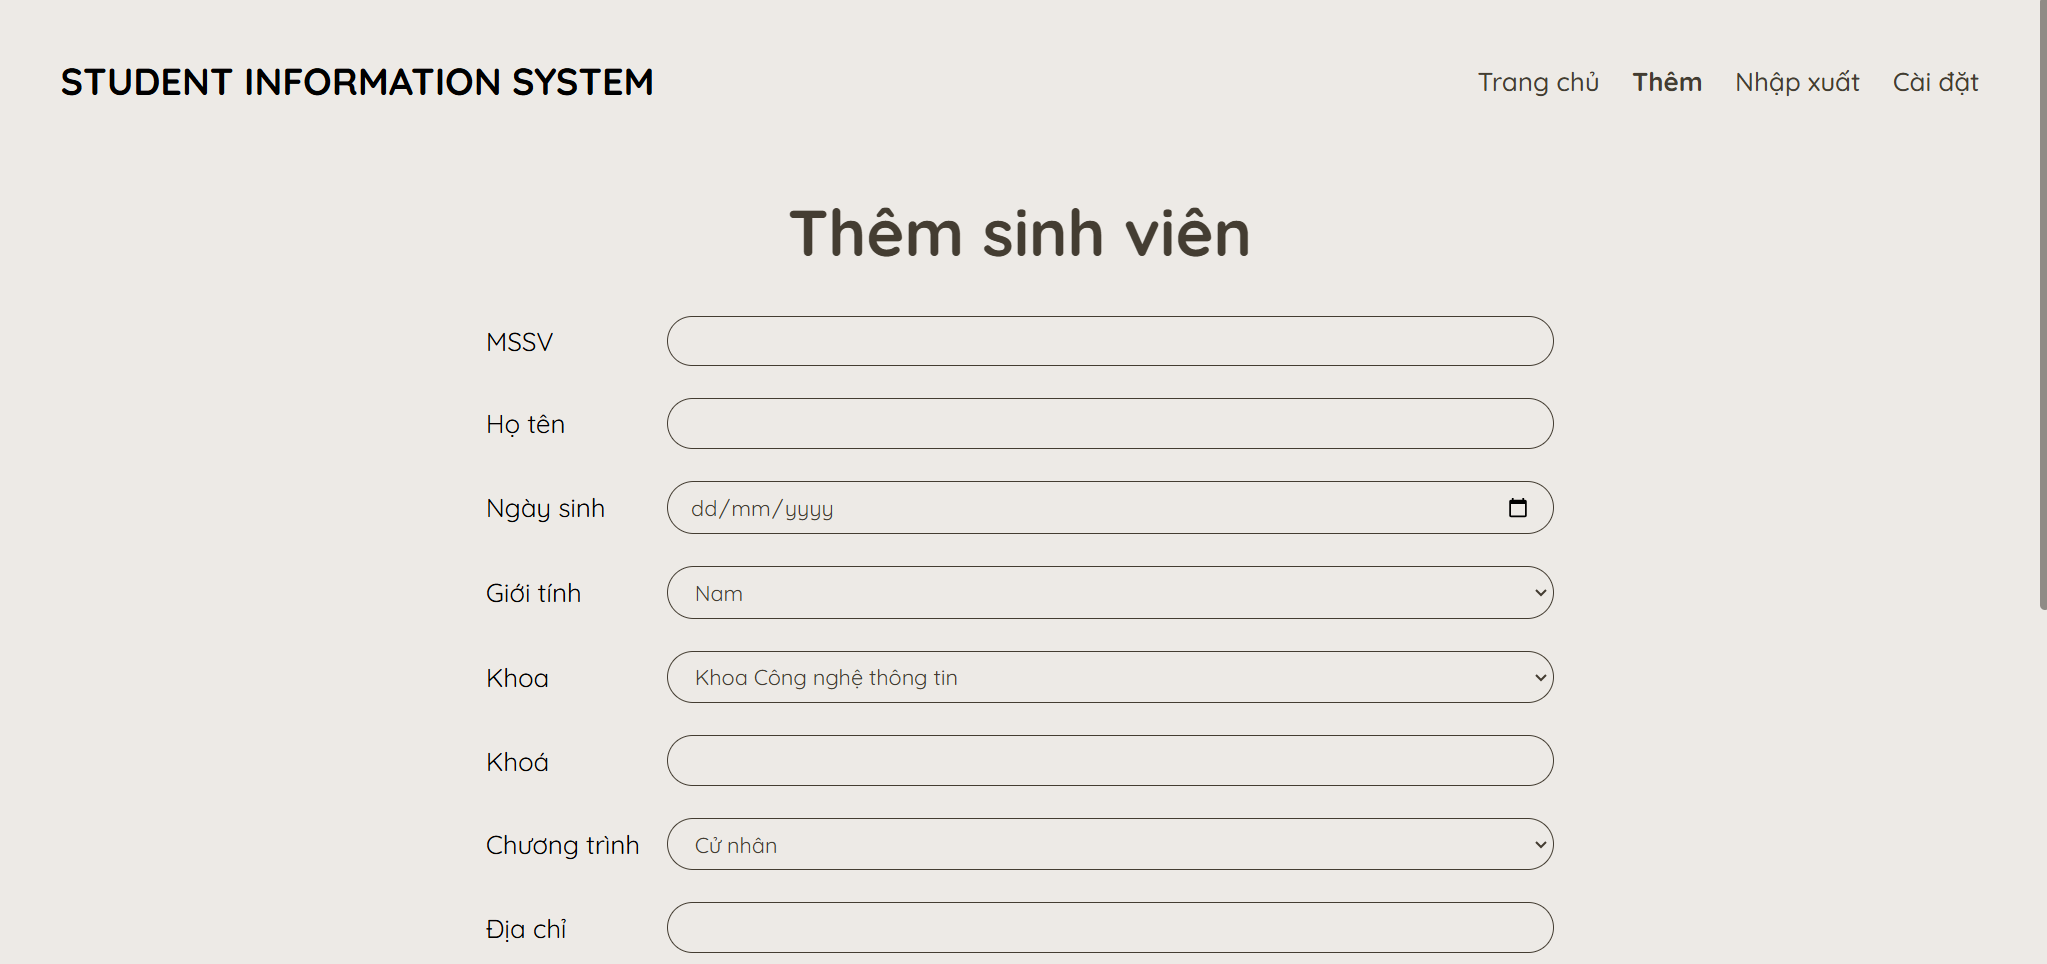 STUDENT INFORMATION SYSTEM
Trang chủ Thêm Nhập xuất Cài đặt
Thêm sinh viên
MSSV
Họ tên
Ngày sinh dd/mm/yyyy
Giới tính Nam
Khoa Khoa Công nghệ thông tin
Khoá
Chương trình Cử nhân
Địa chỉ